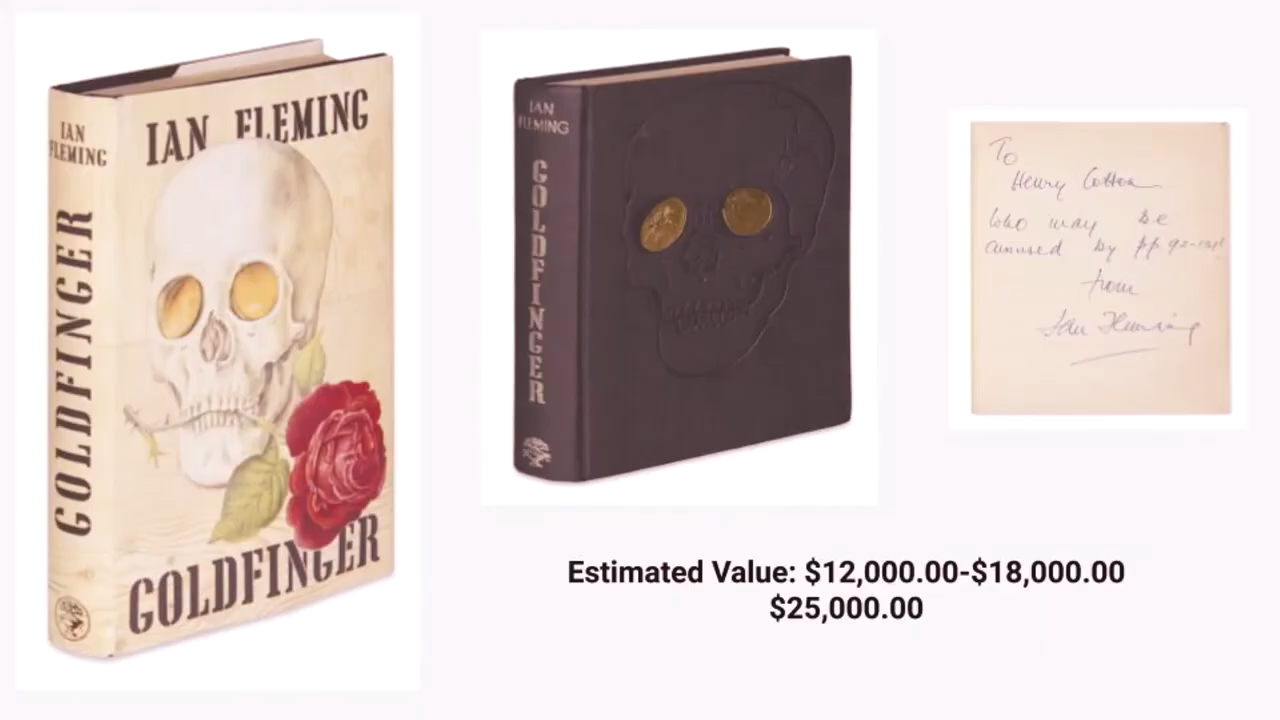 IAN
FLEMING
GOLDFINGER
IAN FLEMING
GOLDFINGER
IAN
FLEMING
GOLDFINGER
To
Henry Cotton
who may be
amused by pp 92-
from
Ian Fleming
Estimated Value: $12,000.00-$18,000.00
$25,000.00